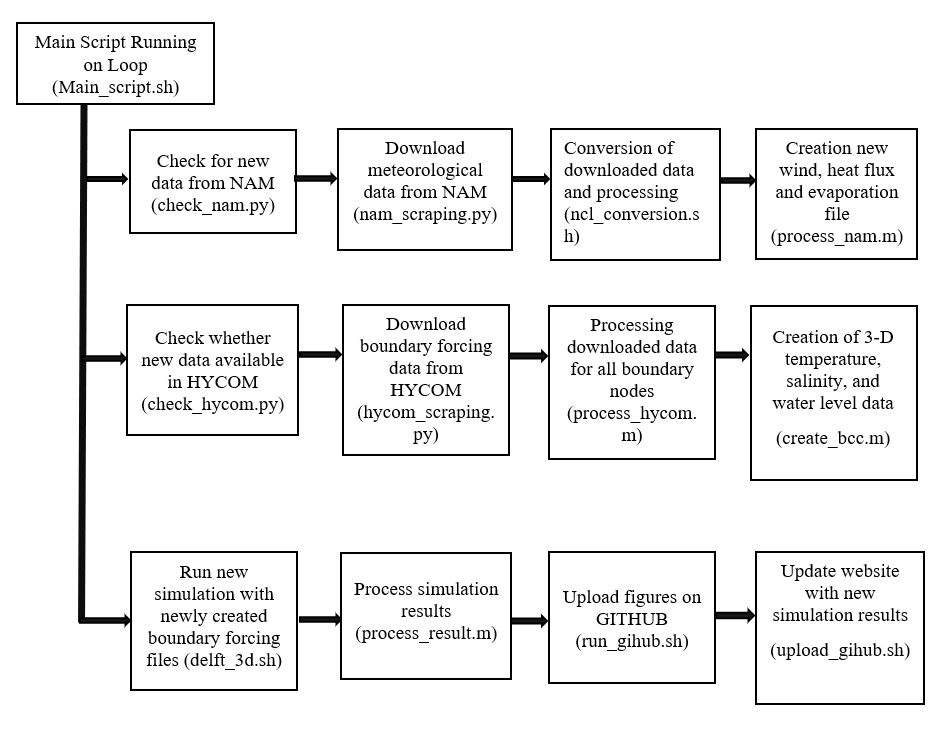 Main Script Running
on Loop
(Main_script.sh)
Check for new
data from NAM
(check_nam.py)
Download
meteorological
data from NAM
(nam_scraping.py)
Conversion of
downloaded data
and processing
(ncl_conversion.s
h)
Creation new
wind, heat flux
and evaporation
file
(process_nam.m)
Check whether
new data available
in HYCOM
(check_hycom.py)
Download
boundary forcing
data from
HYCOM
(hycom_scraping.
py)
Processing
downloaded data
for all boundary
nodes
(process_hycom.
m)
Creation of 3-D
temperature,
salinity, and
water level data
(create_bcc.m)
Run new
simulation with
newly created
boundary forcing
files (delft_3d.sh)
Process simulation
results
(process_result.m)
Upload figures on
GITHUB
(run_gihub.sh)
Update website
with new
simulation results
(upload_gihub.sh)